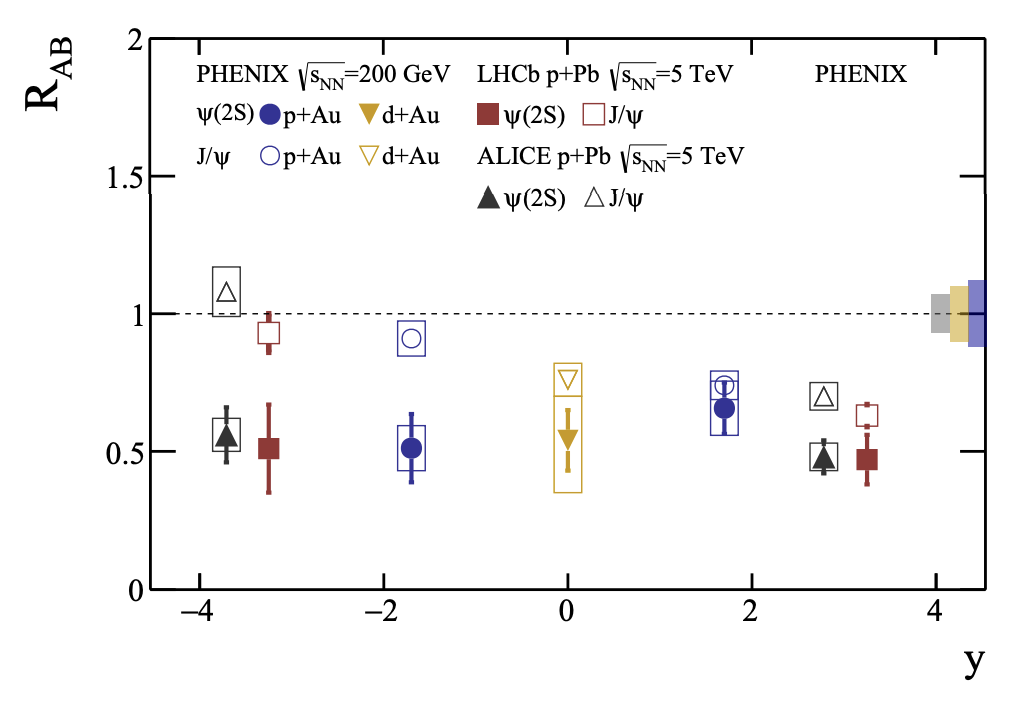 R_AB
2
1.5
1
0.5
0
PHENIX √s_NN=200 GeV
ψ(2S) p+Au d+Au
J/ψ p+Au d+Au
LHCb p+Pb √s_NN=5 TeV
ψ(2S) J/ψ
ALICE p+Pb √s_NN=5 TeV
ψ(2S) J/ψ
PHENIX
−4 −2 0 2 4
y